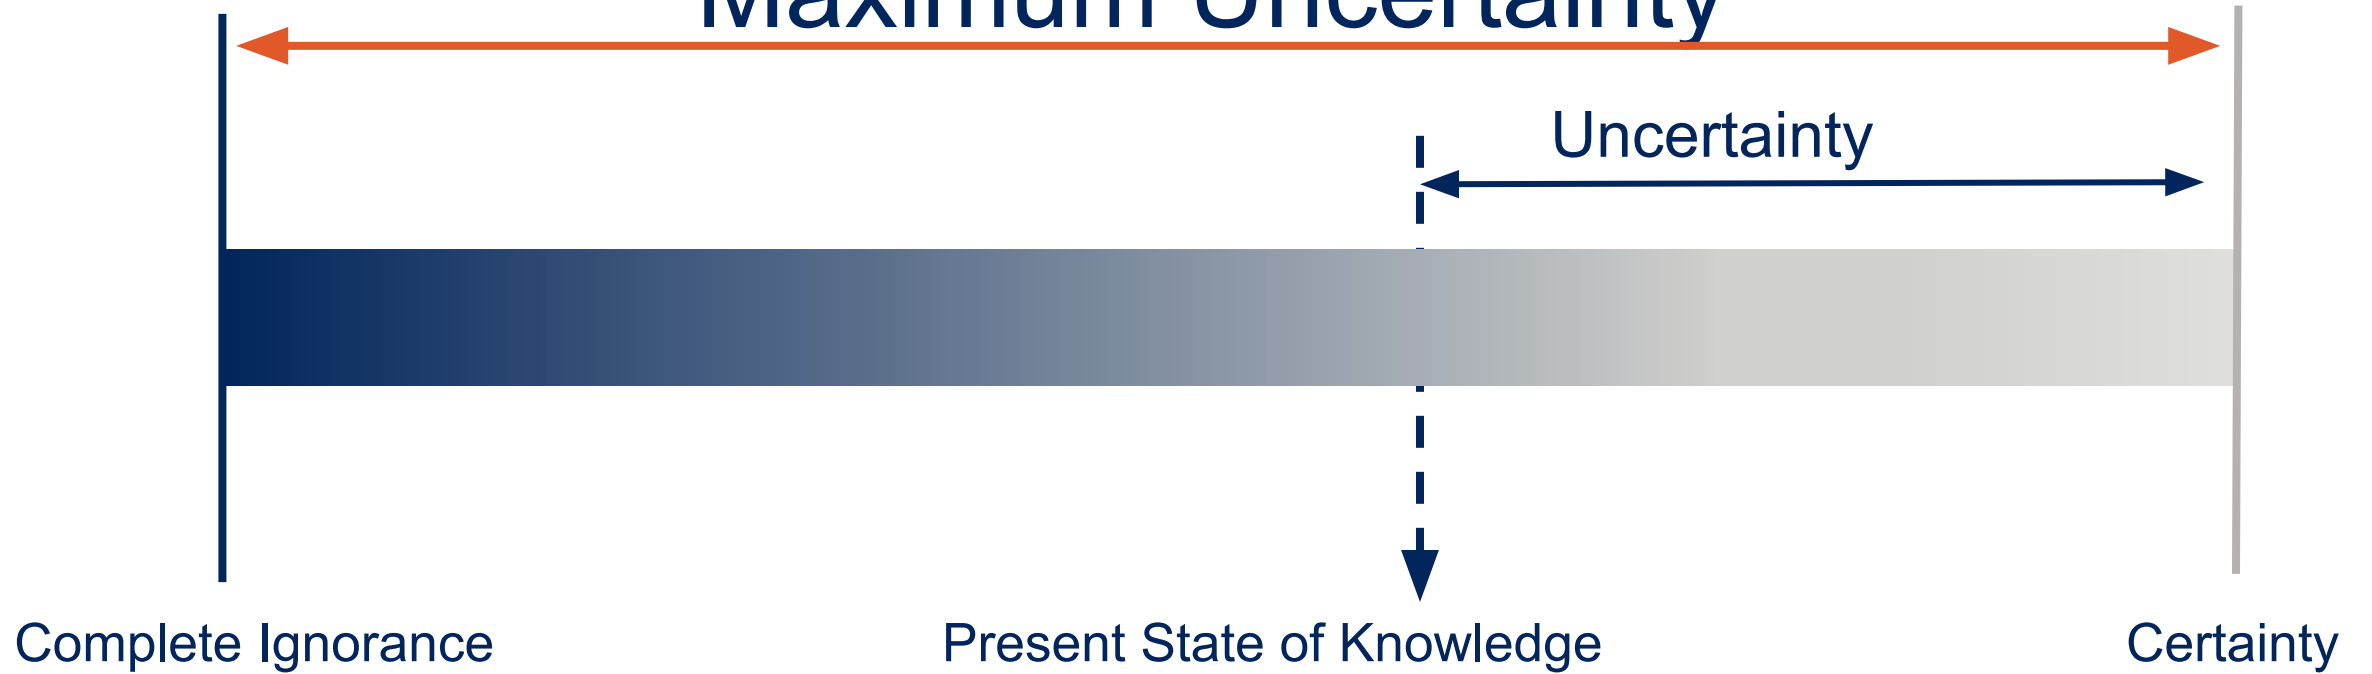 Maximum Uncertainty
Uncertainty
Complete Ignorance
Present State of Knowledge
Certainty